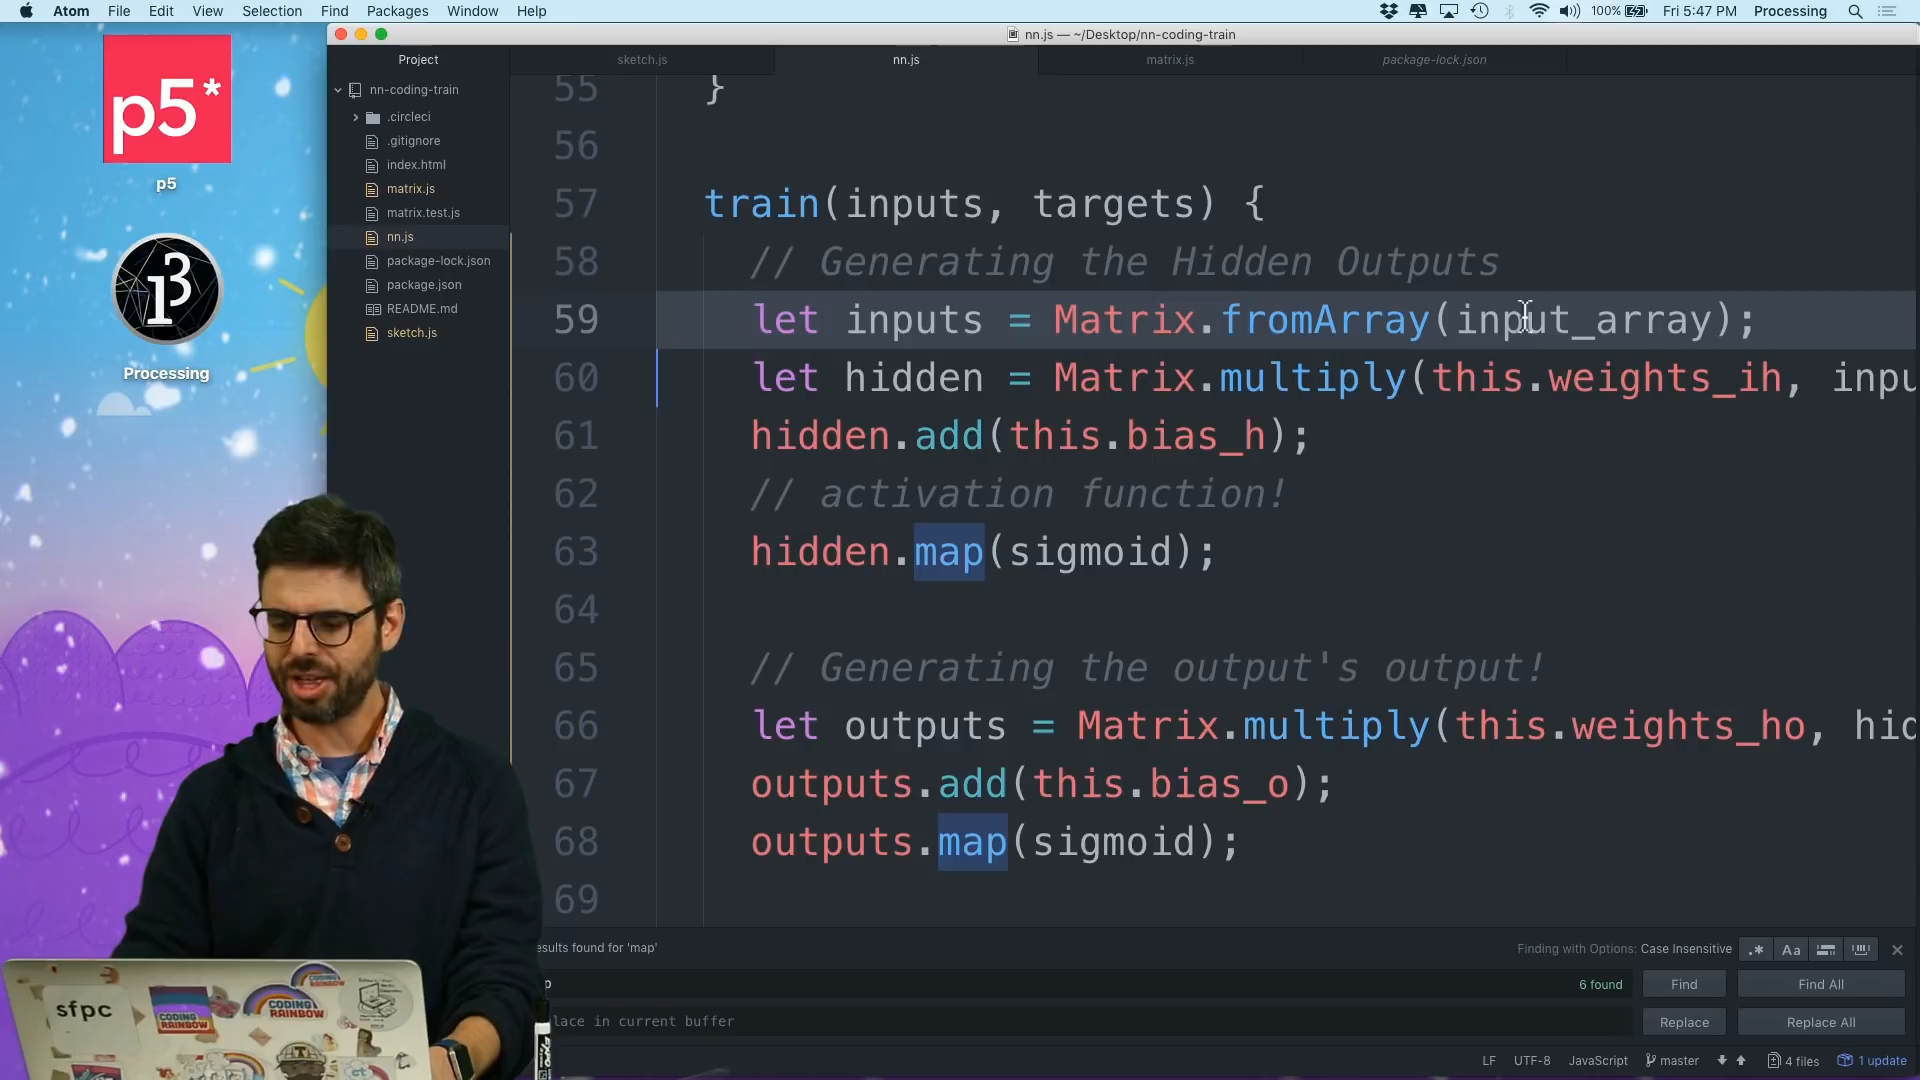 Atom File Edit View Selection Find Packages Window Help
100% Fri 5:47 PM Processing
nn.js — ~/Desktop/nn-coding-train
p5*
p5
Processing
Project
nn-coding-train
.circleci
.gitignore
index.html
matrix.js
matrix.test.js
nn.js
package-lock.json
package.json
README.md
sketch.js
sketch.js nn.js matrix.js package-lock.json
55 }
56
57 train(inputs, targets) {
58 // Generating the Hidden Outputs
59 let inputs = Matrix.fromArray(input_array);
60 let hidden = Matrix.multiply(this.weights_ih, inpu
61 hidden.add(this.bias_h);
62 // activation function!
63 hidden.map(sigmoid);
64
65 // Generating the output's output!
66 let outputs = Matrix.multiply(this.weights_ho, hid
67 outputs.add(this.bias_o);
68 outputs.map(sigmoid);
69
esults found for 'map' Finding with Options: Case Insensitive .* Aa
p 6 found Find Find All
lace in current buffer Replace Replace All
LF UTF-8 JavaScript master 4 files 1 update
sfpc
CODING RAINBOW
CODING RAINBOW
CODING RAINBOW